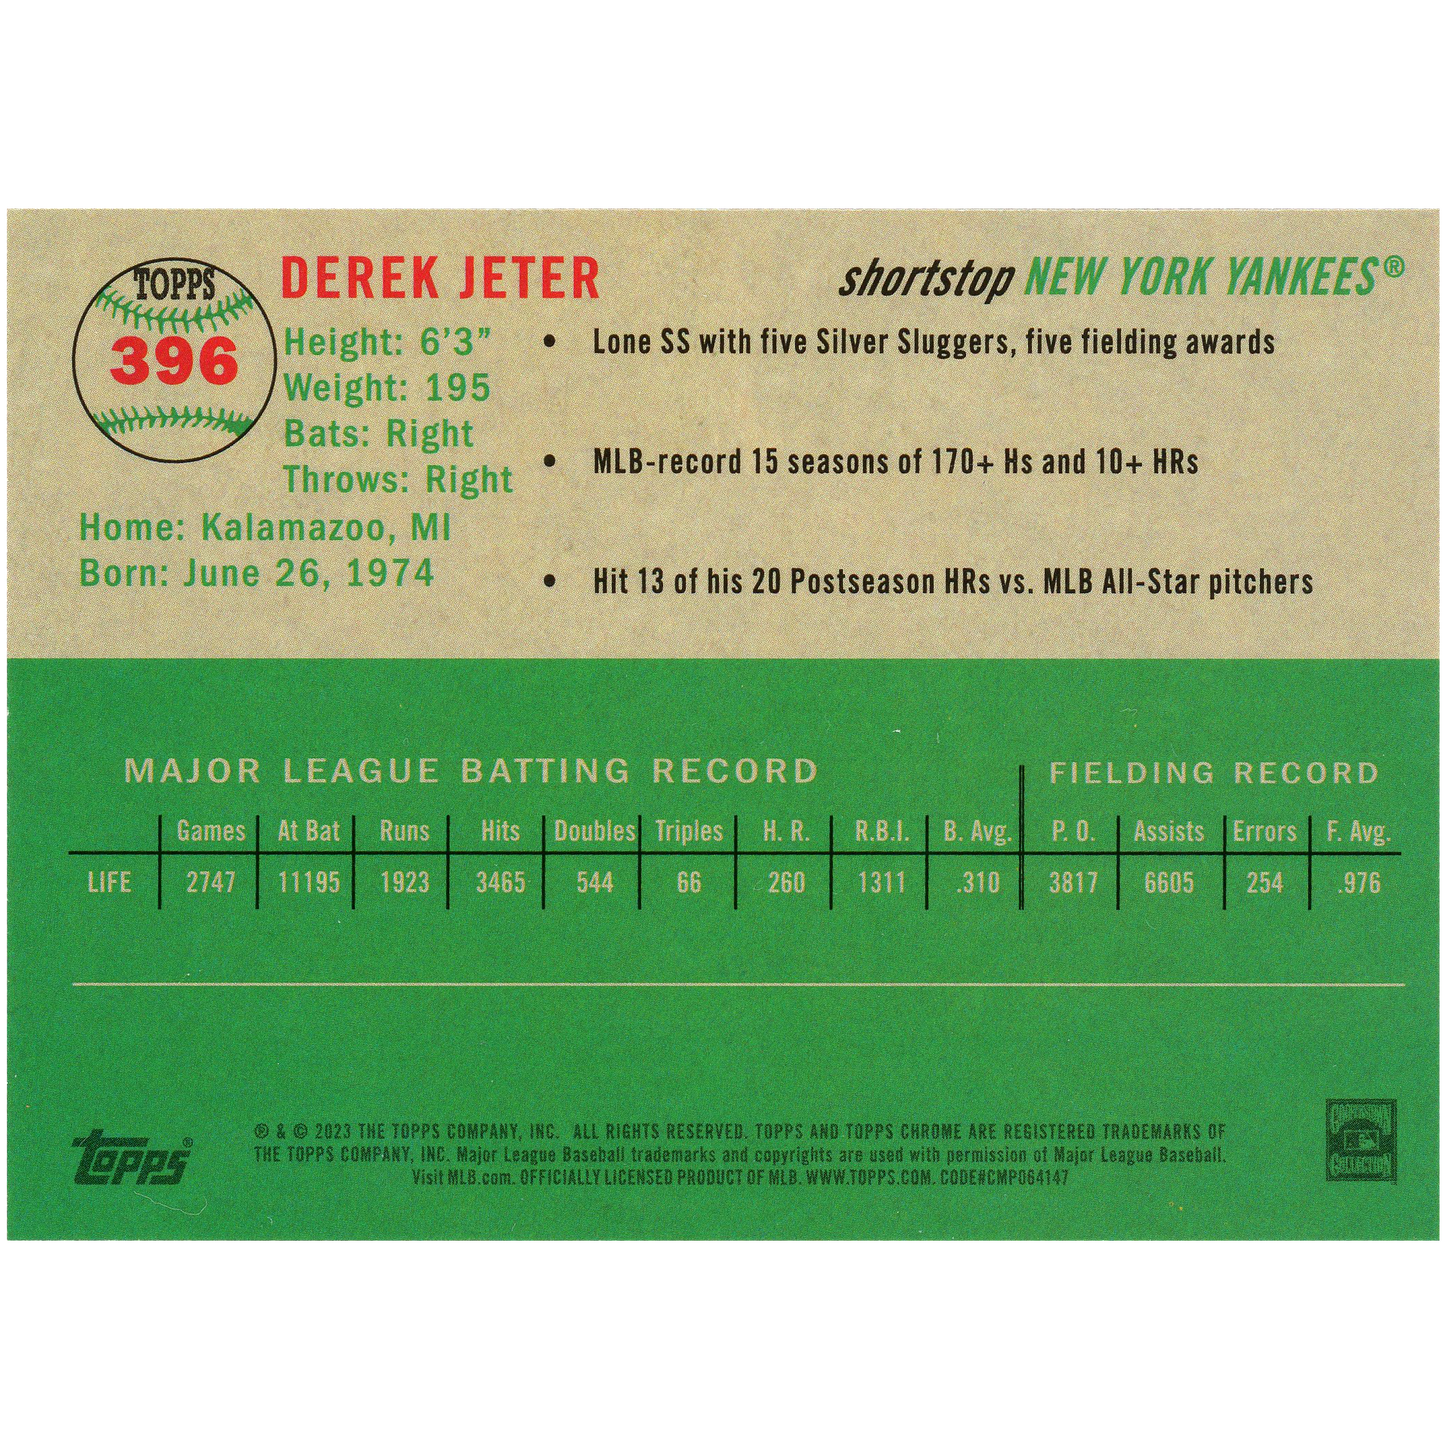 TOPPS
396
DEREK JETER
shortstop NEW YORK YANKEES®
Height: 6'3"
Weight: 195
Bats: Right
Throws: Right
Home: Kalamazoo, MI
Born: June 26, 1974
• Lone SS with five Silver Sluggers, five fielding awards
• MLB-record 15 seasons of 170+ Hs and 10+ HRs
• Hit 13 of his 20 Postseason HRs vs. MLB All-Star pitchers
MAJOR LEAGUE BATTING RECORD FIELDING RECORD
Games At Bat Runs Hits Doubles Triples H. R. R.B.I. B. Avg. P. O. Assists Errors F. Avg.
LIFE 2747 11195 1923 3465 544 66 260 1311 .310 3817 6605 254 .976
topps®
® & © 2023 THE TOPPS COMPANY, INC. ALL RIGHTS RESERVED. TOPPS AND TOPPS CHROME ARE REGISTERED TRADEMARKS OF
THE TOPPS COMPANY, INC. Major League Baseball trademarks and copyrights are used with permission of Major League Baseball.
Visit MLB.com. OFFICIALLY LICENSED PRODUCT OF MLB. WWW.TOPPS.COM. CODE#CMP064147
COOPERSTOWN
COLLECTION